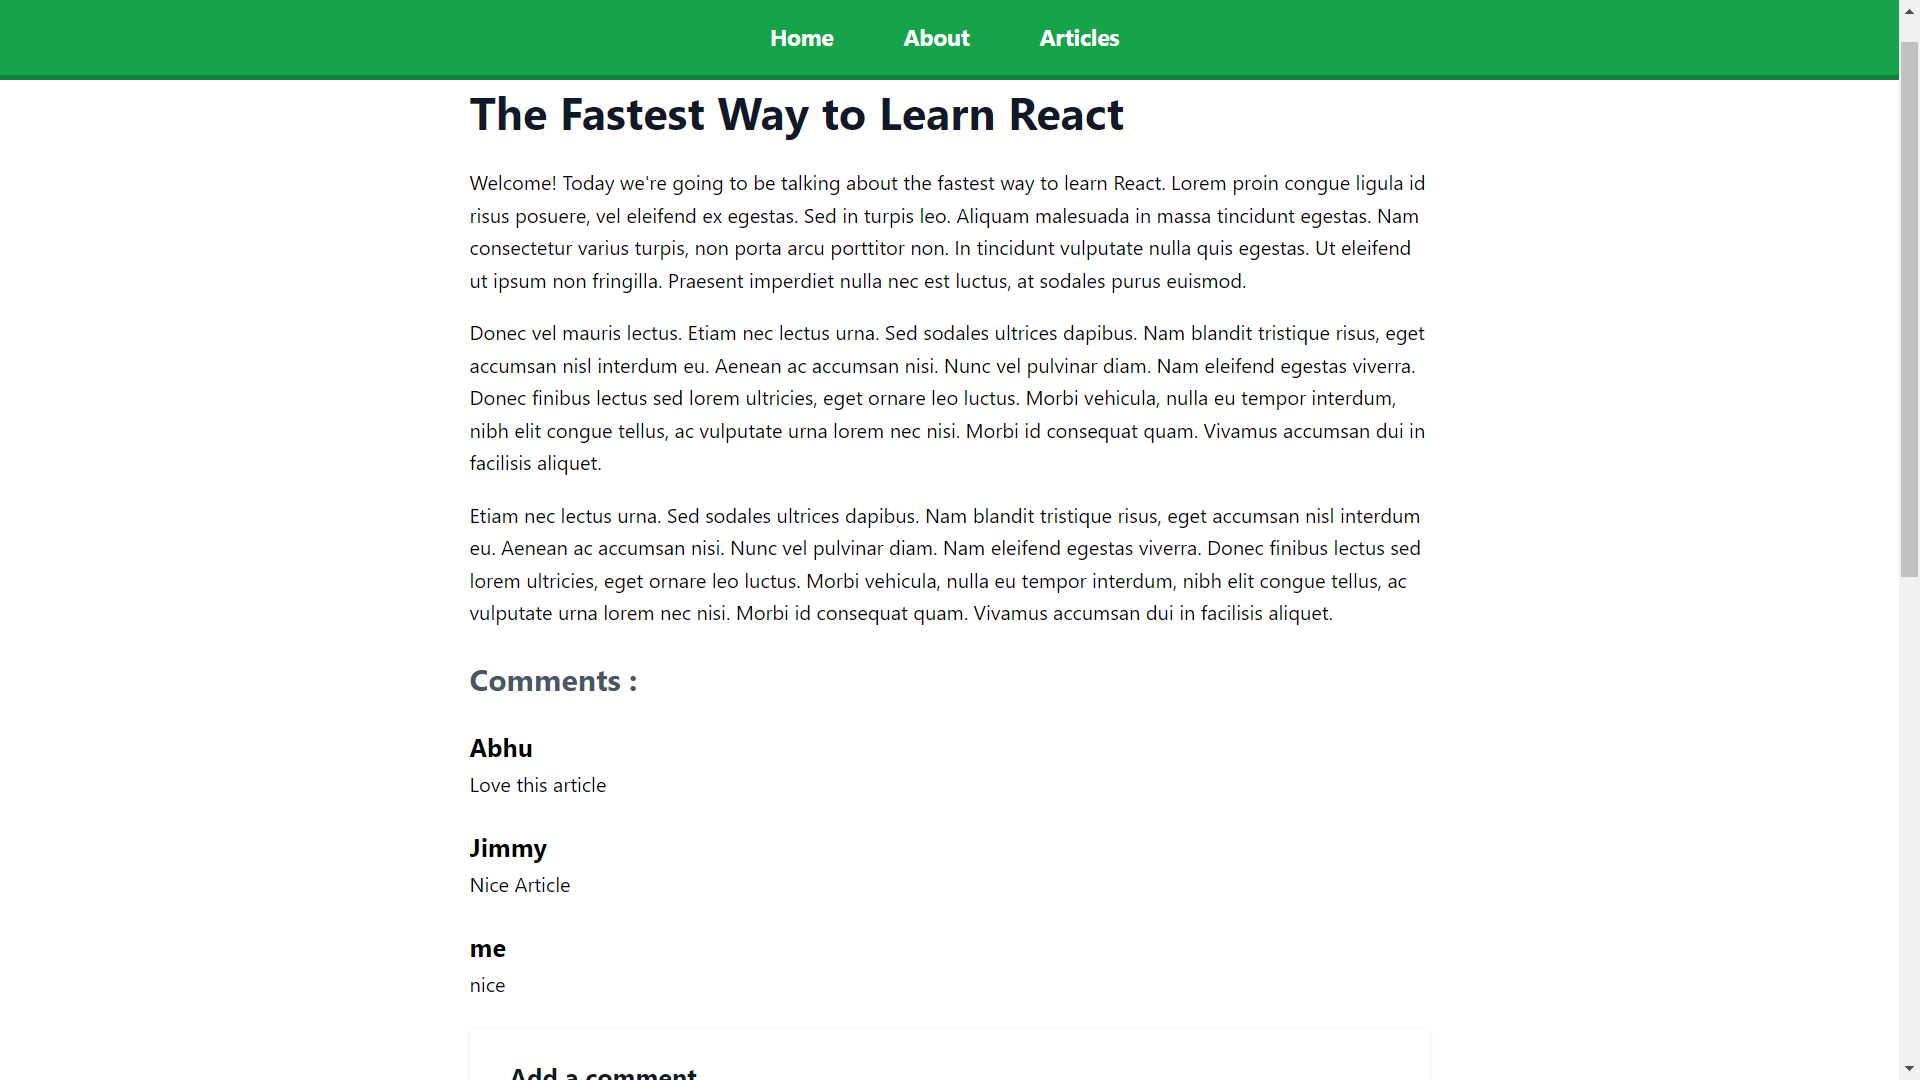 Home About Articles
The Fastest Way to Learn React
Welcome! Today we're going to be talking about the fastest way to learn React. Lorem proin congue ligula id
risus posuere, vel eleifend ex egestas. Sed in turpis leo. Aliquam malesuada in massa tincidunt egestas. Nam
consectetur varius turpis, non porta arcu porttitor non. In tincidunt vulputate nulla quis egestas. Ut eleifend
ut ipsum non fringilla. Praesent imperdiet nulla nec est luctus, at sodales purus euismod.
Donec vel mauris lectus. Etiam nec lectus urna. Sed sodales ultrices dapibus. Nam blandit tristique risus, eget
accumsan nisl interdum eu. Aenean ac accumsan nisi. Nunc vel pulvinar diam. Nam eleifend egestas viverra.
Donec finibus lectus sed lorem ultricies, eget ornare leo luctus. Morbi vehicula, nulla eu tempor interdum,
nibh elit congue tellus, ac vulputate urna lorem nec nisi. Morbi id consequat quam. Vivamus accumsan dui in
facilisis aliquet.
Etiam nec lectus urna. Sed sodales ultrices dapibus. Nam blandit tristique risus, eget accumsan nisl interdum
eu. Aenean ac accumsan nisi. Nunc vel pulvinar diam. Nam eleifend egestas viverra. Donec finibus lectus sed
lorem ultricies, eget ornare leo luctus. Morbi vehicula, nulla eu tempor interdum, nibh elit congue tellus, ac
vulputate urna lorem nec nisi. Morbi id consequat quam. Vivamus accumsan dui in facilisis aliquet.
Comments :
Abhu
Love this article
Jimmy
Nice Article
me
nice
Add a comment